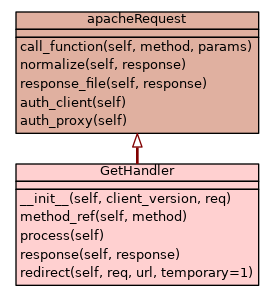 apacheRequest
call_function(self, method, params)
normalize(self, response)
response_file(self, response)
auth_client(self)
auth_proxy(self)
GetHandler
__init__(self, client_version, req)
method_ref(self, method)
process(self)
response(self, response)
redirect(self, req, url, temporary=1)